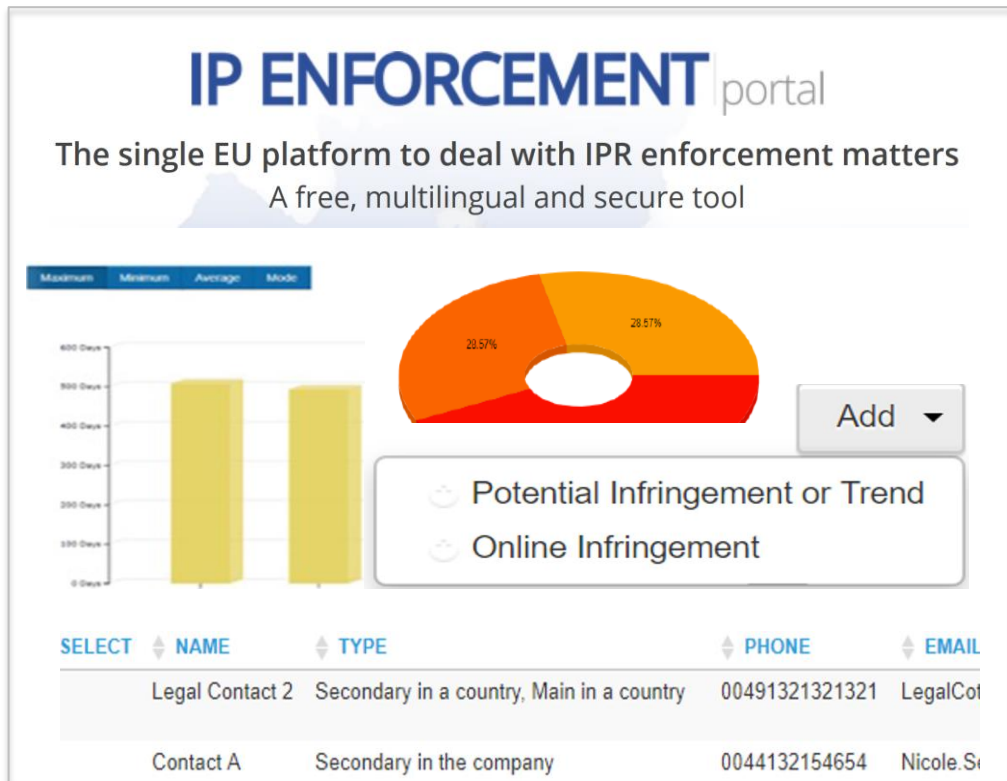 IP ENFORCEMENT portal
The single EU platform to deal with IPR enforcement matters
A free, multilingual and secure tool
Maximum Minimum Average Mode
600 Days
500 Days
400 Days
300 Days
200 Days
100 Days
0 Days
28.57%
28.57%
Add
Potential Infringement or Trend
Online Infringement
SELECT NAME TYPE PHONE EMAIL
Legal Contact 2 Secondary in a country, Main in a country 00491321321321 LegalCot
Contact A Secondary in the company 0044132154654 Nicole.Se